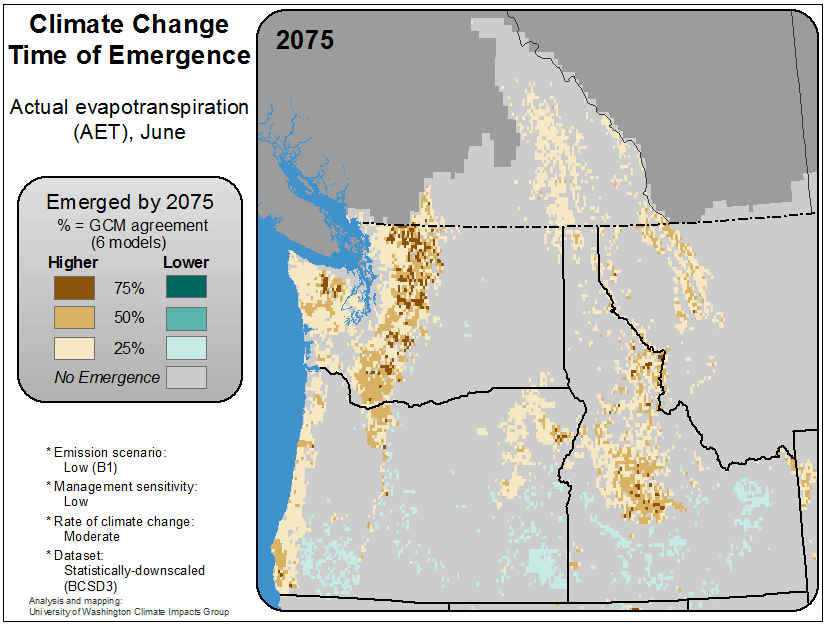 Climate Change
Time of Emergence
Actual evapotranspiration
(AET), June
Emerged by 2075
% = GCM agreement
(6 models)
Higher Lower
75%
50%
25%
No Emergence
* Emission scenario:
Low (B1)
* Management sensitivity:
Low
* Rate of climate change:
Moderate
* Dataset:
Statistically-downscaled
(BCSD3)
Analysis and mapping:
University of Washington Climate Impacts Group
2075